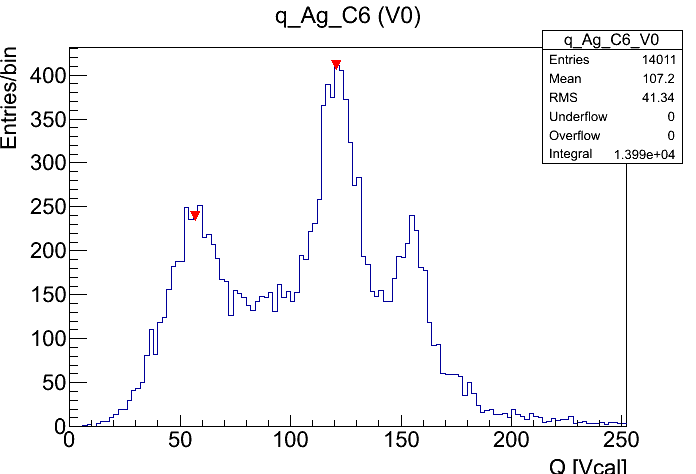 q_Ag_C6 (V0)
q_Ag_C6_V0
Entries 14011
Mean 107.2
RMS 41.34
Underflow 0
Overflow 0
Integral 1.399e+04
Entries/bin
400
350
300
250
200
150
100
50
0
0 50 100 150 200 250
Q [Vcal]